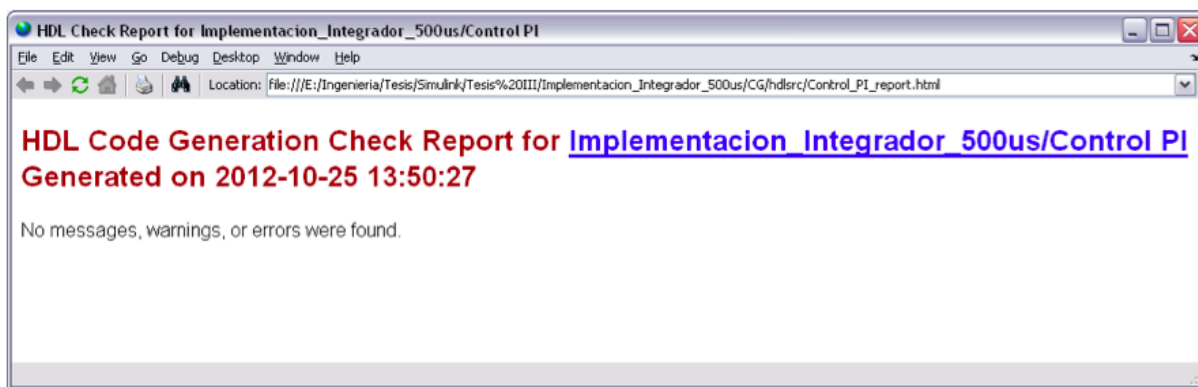 HDL Check Report for Implementacion_Integrador_500us/Control PI
File Edit View Go Debug Desktop Window Help
Location: file:///E:/Ingenieria/Tesis/Simulink/Tesis%20III/Implementacion_Integrador_500us/CG/hdlsrc/Control_PI_report.html
HDL Code Generation Check Report for Implementacion_Integrador_500us/Control PI
Generated on 2012-10-25 13:50:27
No messages, warnings, or errors were found.